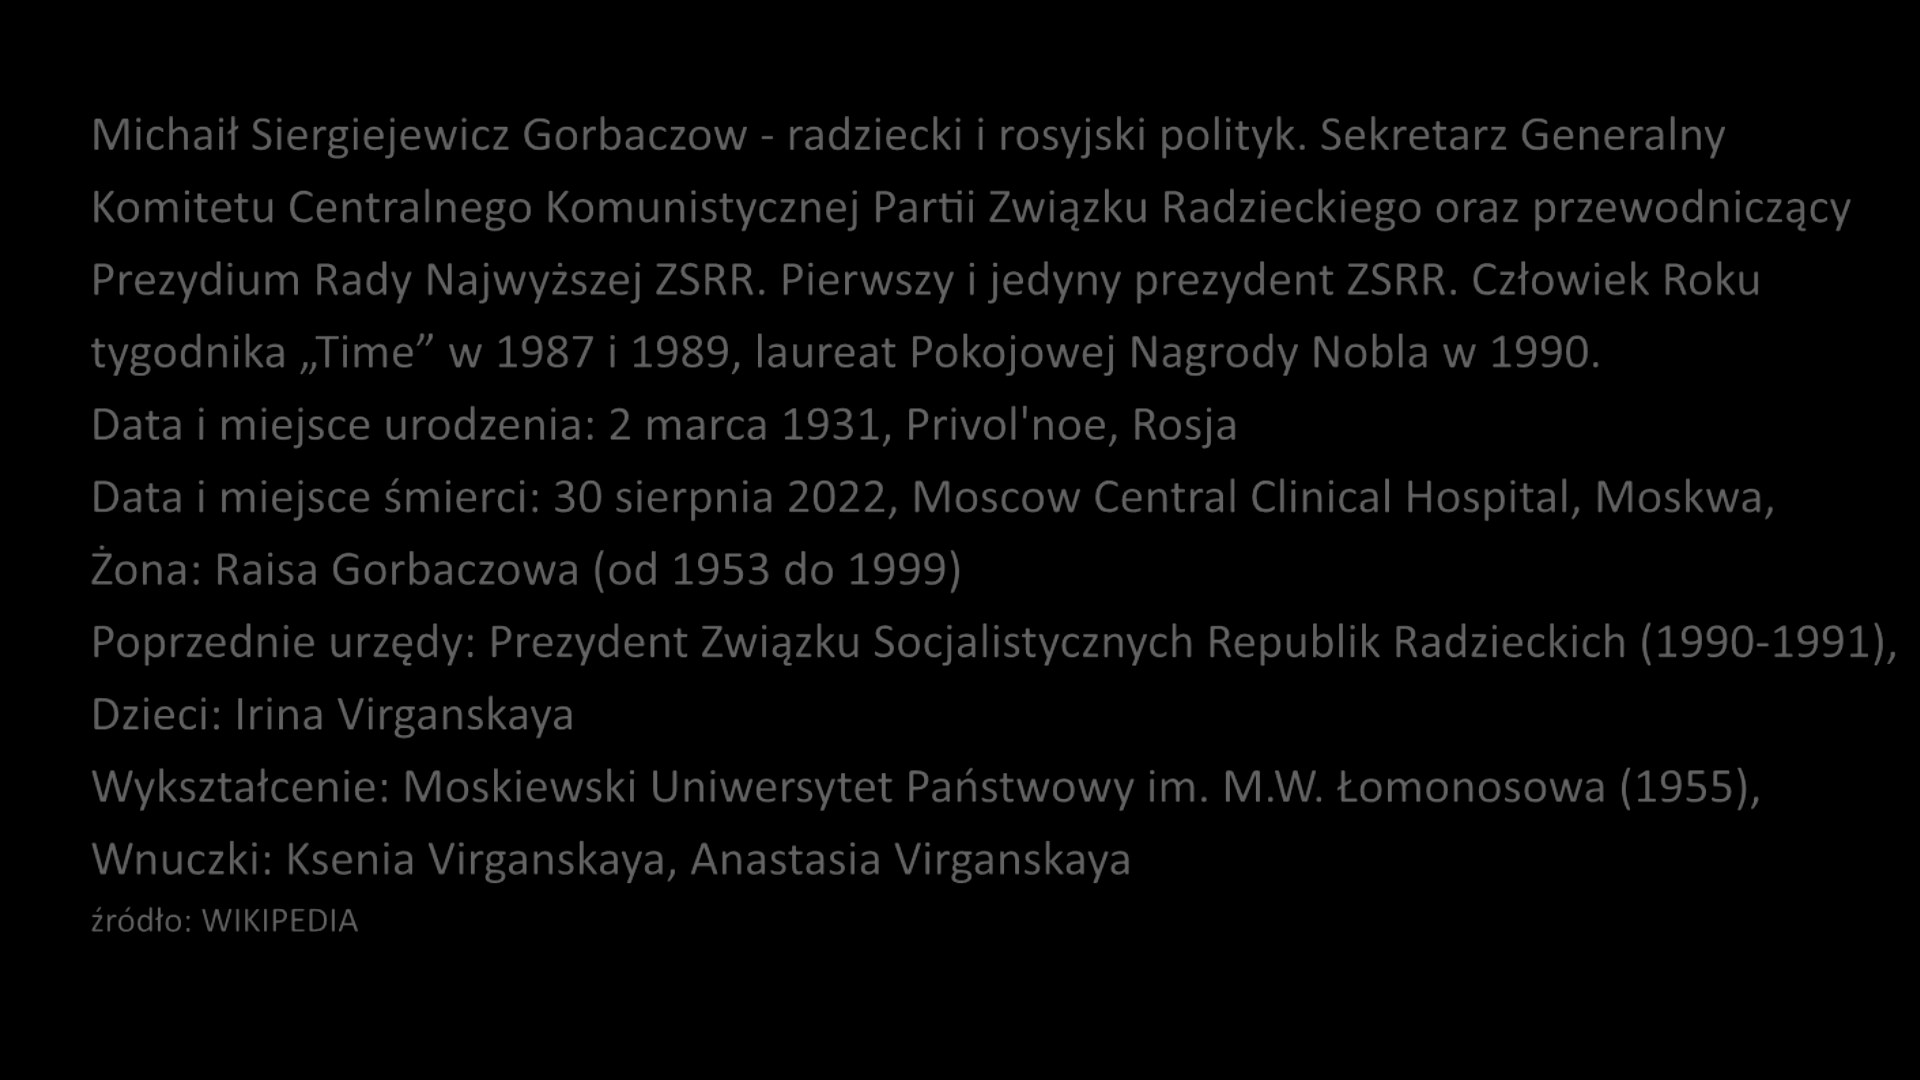 Michaił Siergiejewicz Gorbaczow - radziecki i rosyjski polityk. Sekretarz Generalny
Komitetu Centralnego Komunistycznej Partii Związku Radzieckiego oraz przewodniczący
Prezydium Rady Najwyższej ZSRR. Pierwszy i jedyny prezydent ZSRR. Człowiek Roku
tygodnika „Time” w 1987 i 1989, laureat Pokojowej Nagrody Nobla w 1990.
Data i miejsce urodzenia: 2 marca 1931, Privol'noe, Rosja
Data i miejsce śmierci: 30 sierpnia 2022, Moscow Central Clinical Hospital, Moskwa,
Żona: Raisa Gorbaczowa (od 1953 do 1999)
Poprzednie urzędy: Prezydent Związku Socjalistycznych Republik Radzieckich (1990-1991),
Dzieci: Irina Virganskaya
Wykształcenie: Moskiewski Uniwersytet Państwowy im. M.W. Łomonosowa (1955),
Wnuczki: Ksenia Virganskaya, Anastasia Virganskaya
źródło: WIKIPEDIA